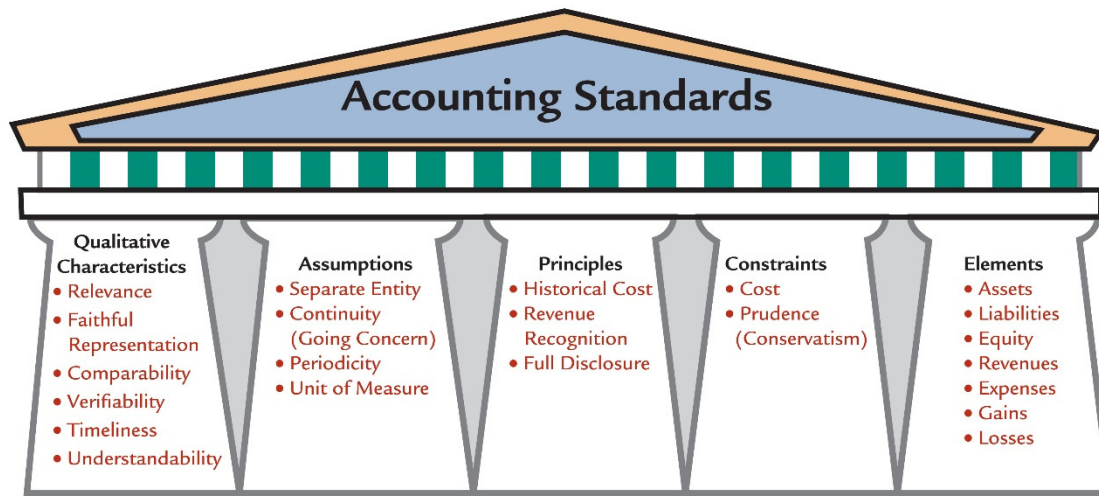 Accounting Standards
Qualitative
Characteristics
• Relevance
• Faithful
Representation
• Comparability
• Verifiability
• Timeliness
• Understandability
Assumptions
• Separate Entity
• Continuity
(Going Concern)
• Periodicity
• Unit of Measure
Principles
• Historical Cost
• Revenue
Recognition
• Full Disclosure
Constraints
• Cost
• Prudence
(Conservatism)
Elements
• Assets
• Liabilities
• Equity
• Revenues
• Expenses
• Gains
• Losses